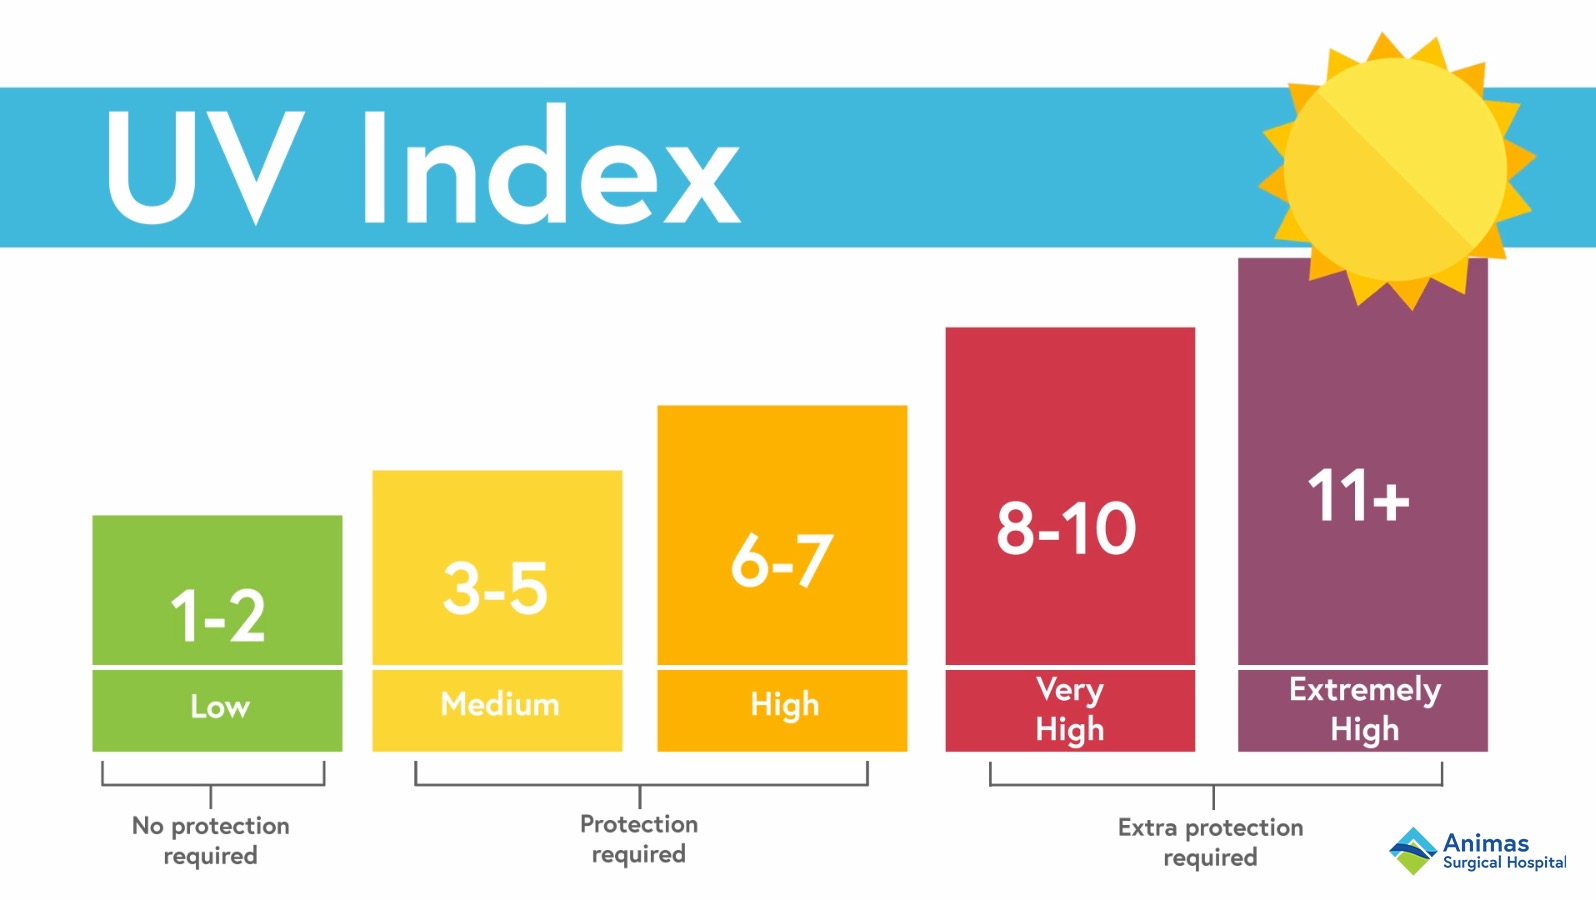 UV Index
1-2
3-5
6-7
8-10
11+
Low
Medium
High
Very
High
Extremely
High
No protection
required
Protection
required
Extra protection
required
Animas
Surgical Hospital